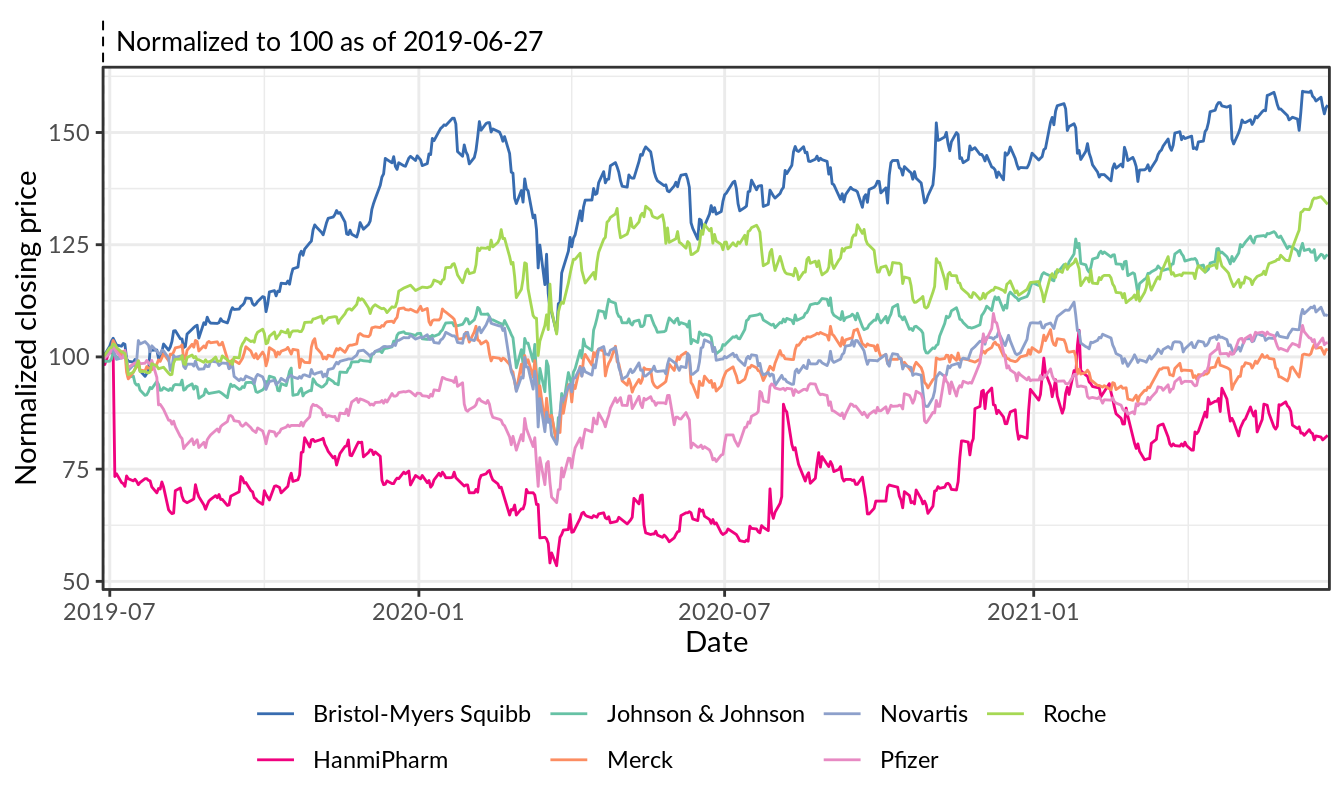 Normalized to 100 as of 2019-06-27
Normalized closing price
150
125
100
75
50
2019-07 2020-01 2020-07 2021-01
Date
Bristol-Myers Squibb Johnson & Johnson Novartis Roche
HanmiPharm Merck Pfizer